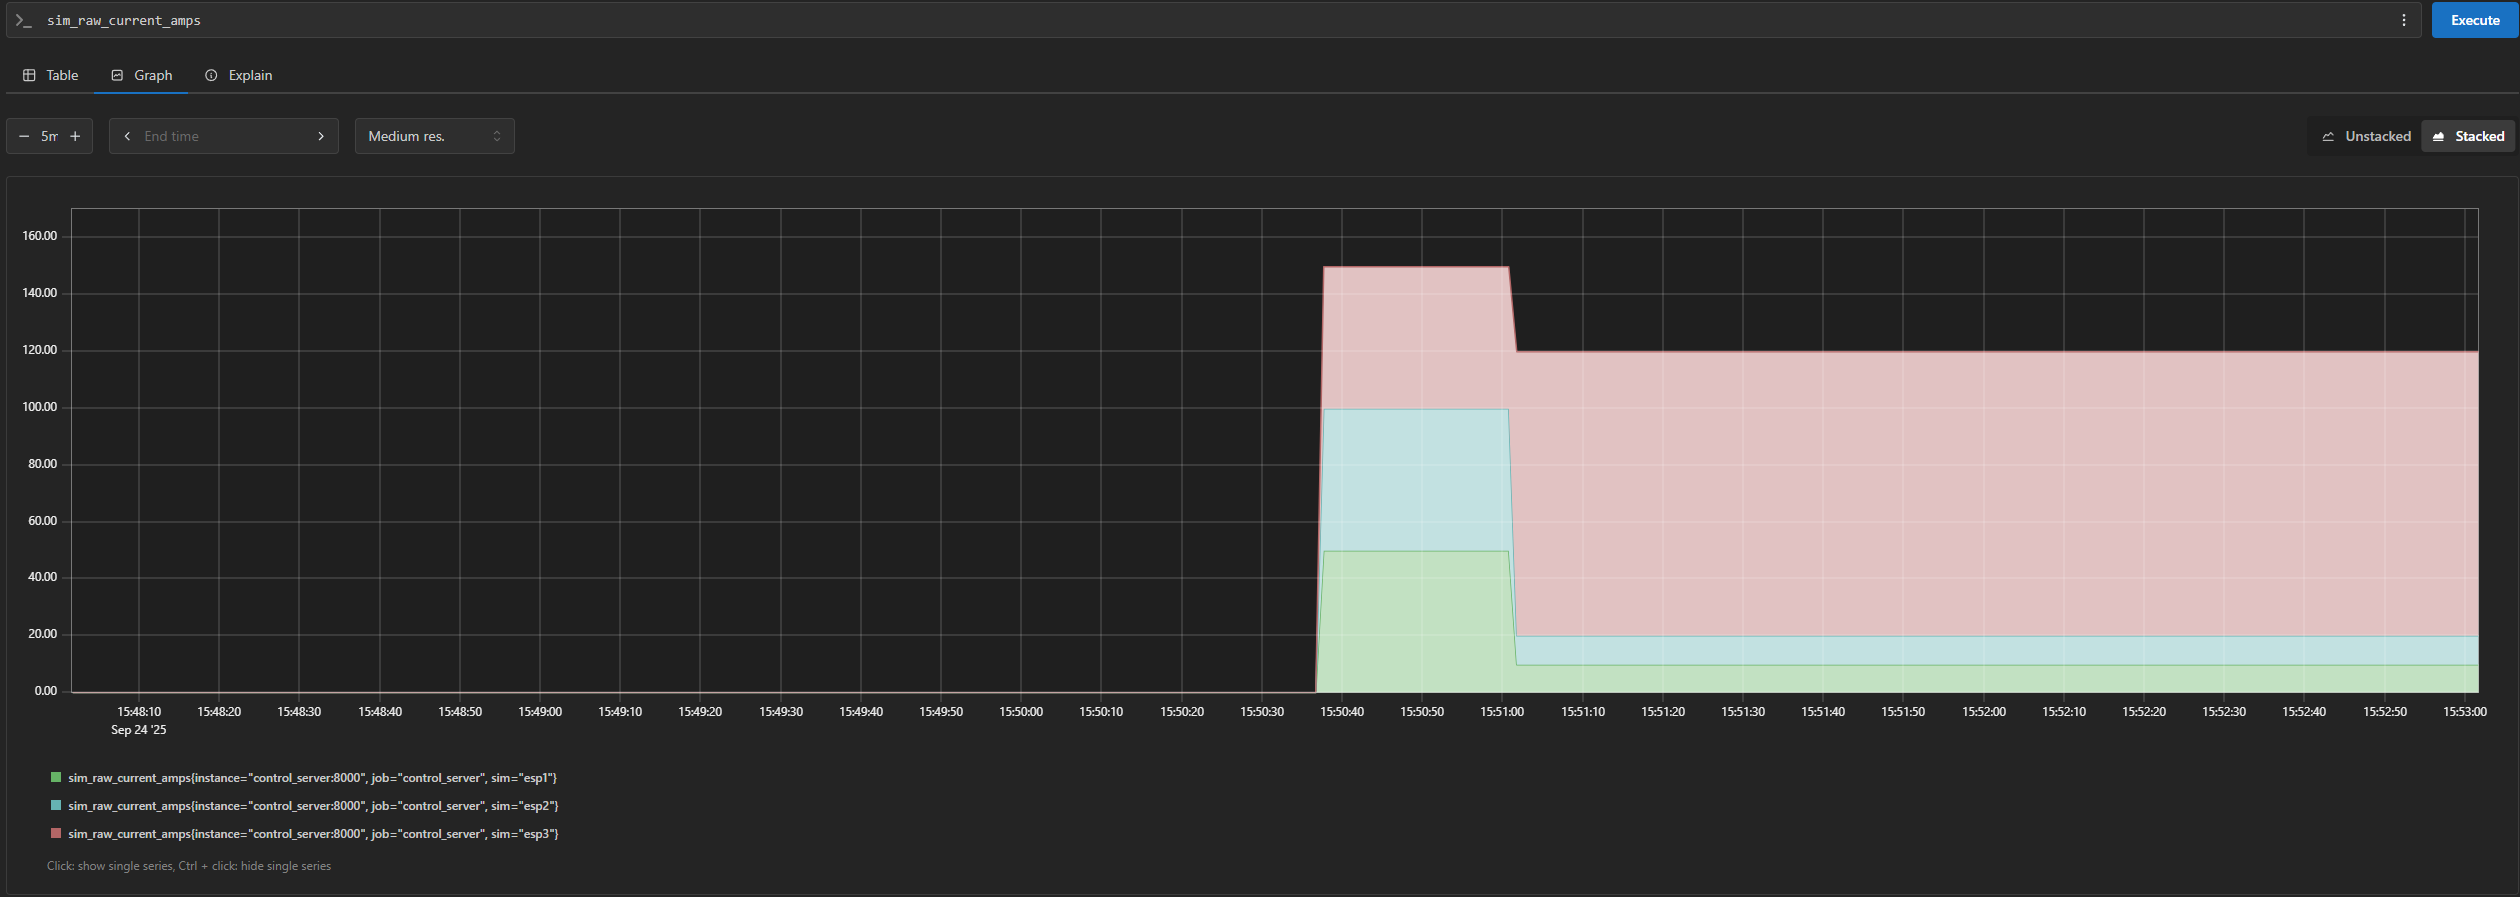 sim_raw_current_amps
Execute
Table Graph Explain
5m End time Medium res. Unstacked Stacked
160.00
140.00
120.00
100.00
80.00
60.00
40.00
20.00
0.00
15:48:10 15:48:20 15:48:30 15:48:40 15:48:50 15:49:00 15:49:10 15:49:20 15:49:30 15:49:40 15:49:50 15:50:00 15:50:10 15:50:20 15:50:30 15:50:40 15:50:50 15:51:00 15:51:10 15:51:20 15:51:30 15:51:40 15:51:50 15:52:00 15:52:10 15:52:20 15:52:30 15:52:40 15:52:50 15:53:00
Sep 24 '25
sim_raw_current_amps{instance="control_server:8000", job="control_server", sim="esp1"}
sim_raw_current_amps{instance="control_server:8000", job="control_server", sim="esp2"}
sim_raw_current_amps{instance="control_server:8000", job="control_server", sim="esp3"}
Click: show single series, Ctrl + click: hide single series